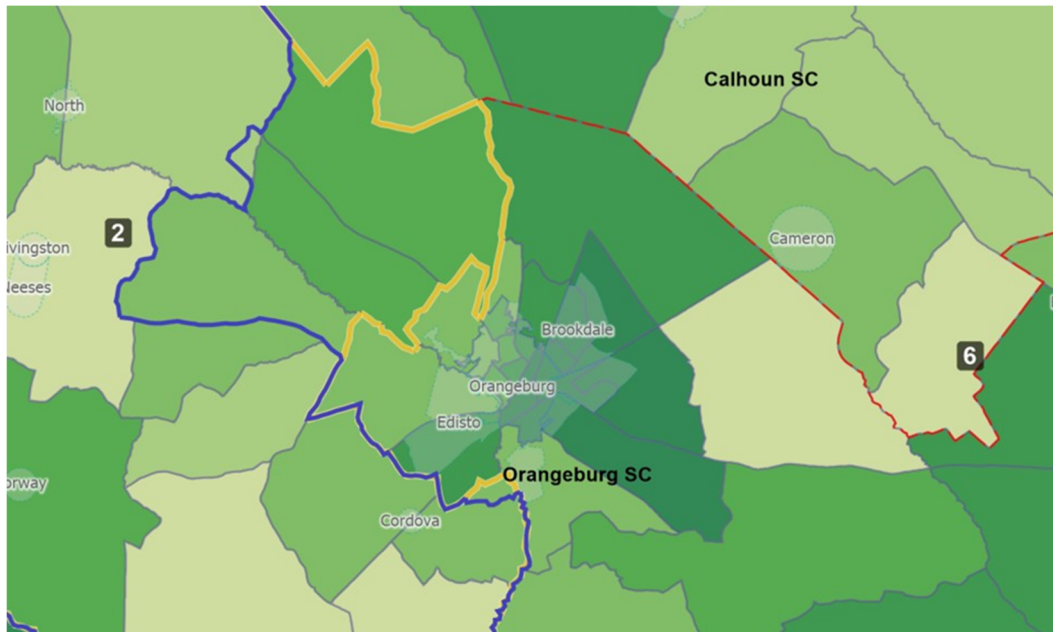 Calhoun SC
North
2
ivingston
Neeses
Cameron
Brookdale
6
Orangeburg
Edisto
Orangeburg SC
orway
Cordova